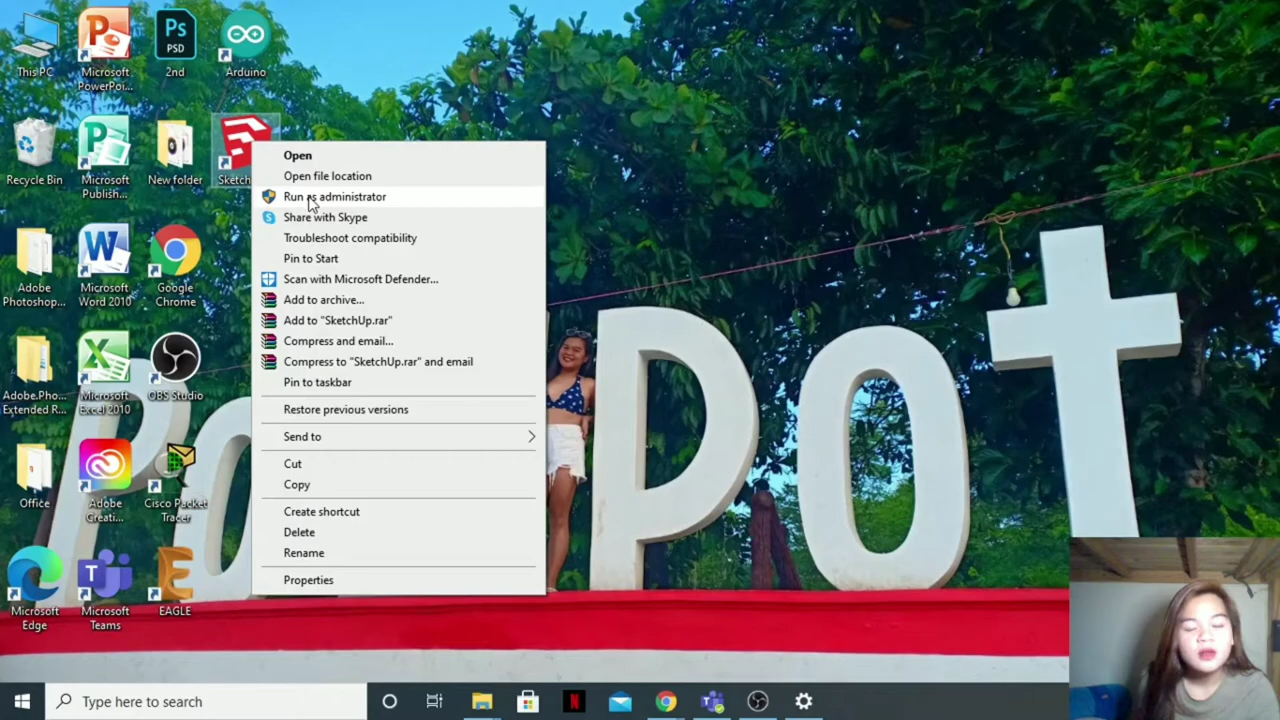 This PC
Microsoft
PowerPoi...
Ps
PSD
2nd
Arduino
Recycle Bin
Microsoft
Publish...
New folder
Sketch
Adobe
Photoshop...
Microsoft
Word 2010
Google
Chrome
Adobe.Pho...
Extended R...
Microsoft
Excel 2010
OBS Studio
Office
Adobe
Creati...
Cisco Packet
Tracer
Microsoft
Edge
Microsoft
Teams
EAGLE
Open
Open file location
Run as administrator
Share with Skype
Troubleshoot compatibility
Pin to Start
Scan with Microsoft Defender...
Add to archive...
Add to "SketchUp.rar"
Compress and email...
Compress to "SketchUp.rar" and email
Pin to taskbar
Restore previous versions
Send to
Cut
Copy
Create shortcut
Delete
Rename
Properties
Pot
Type here to search